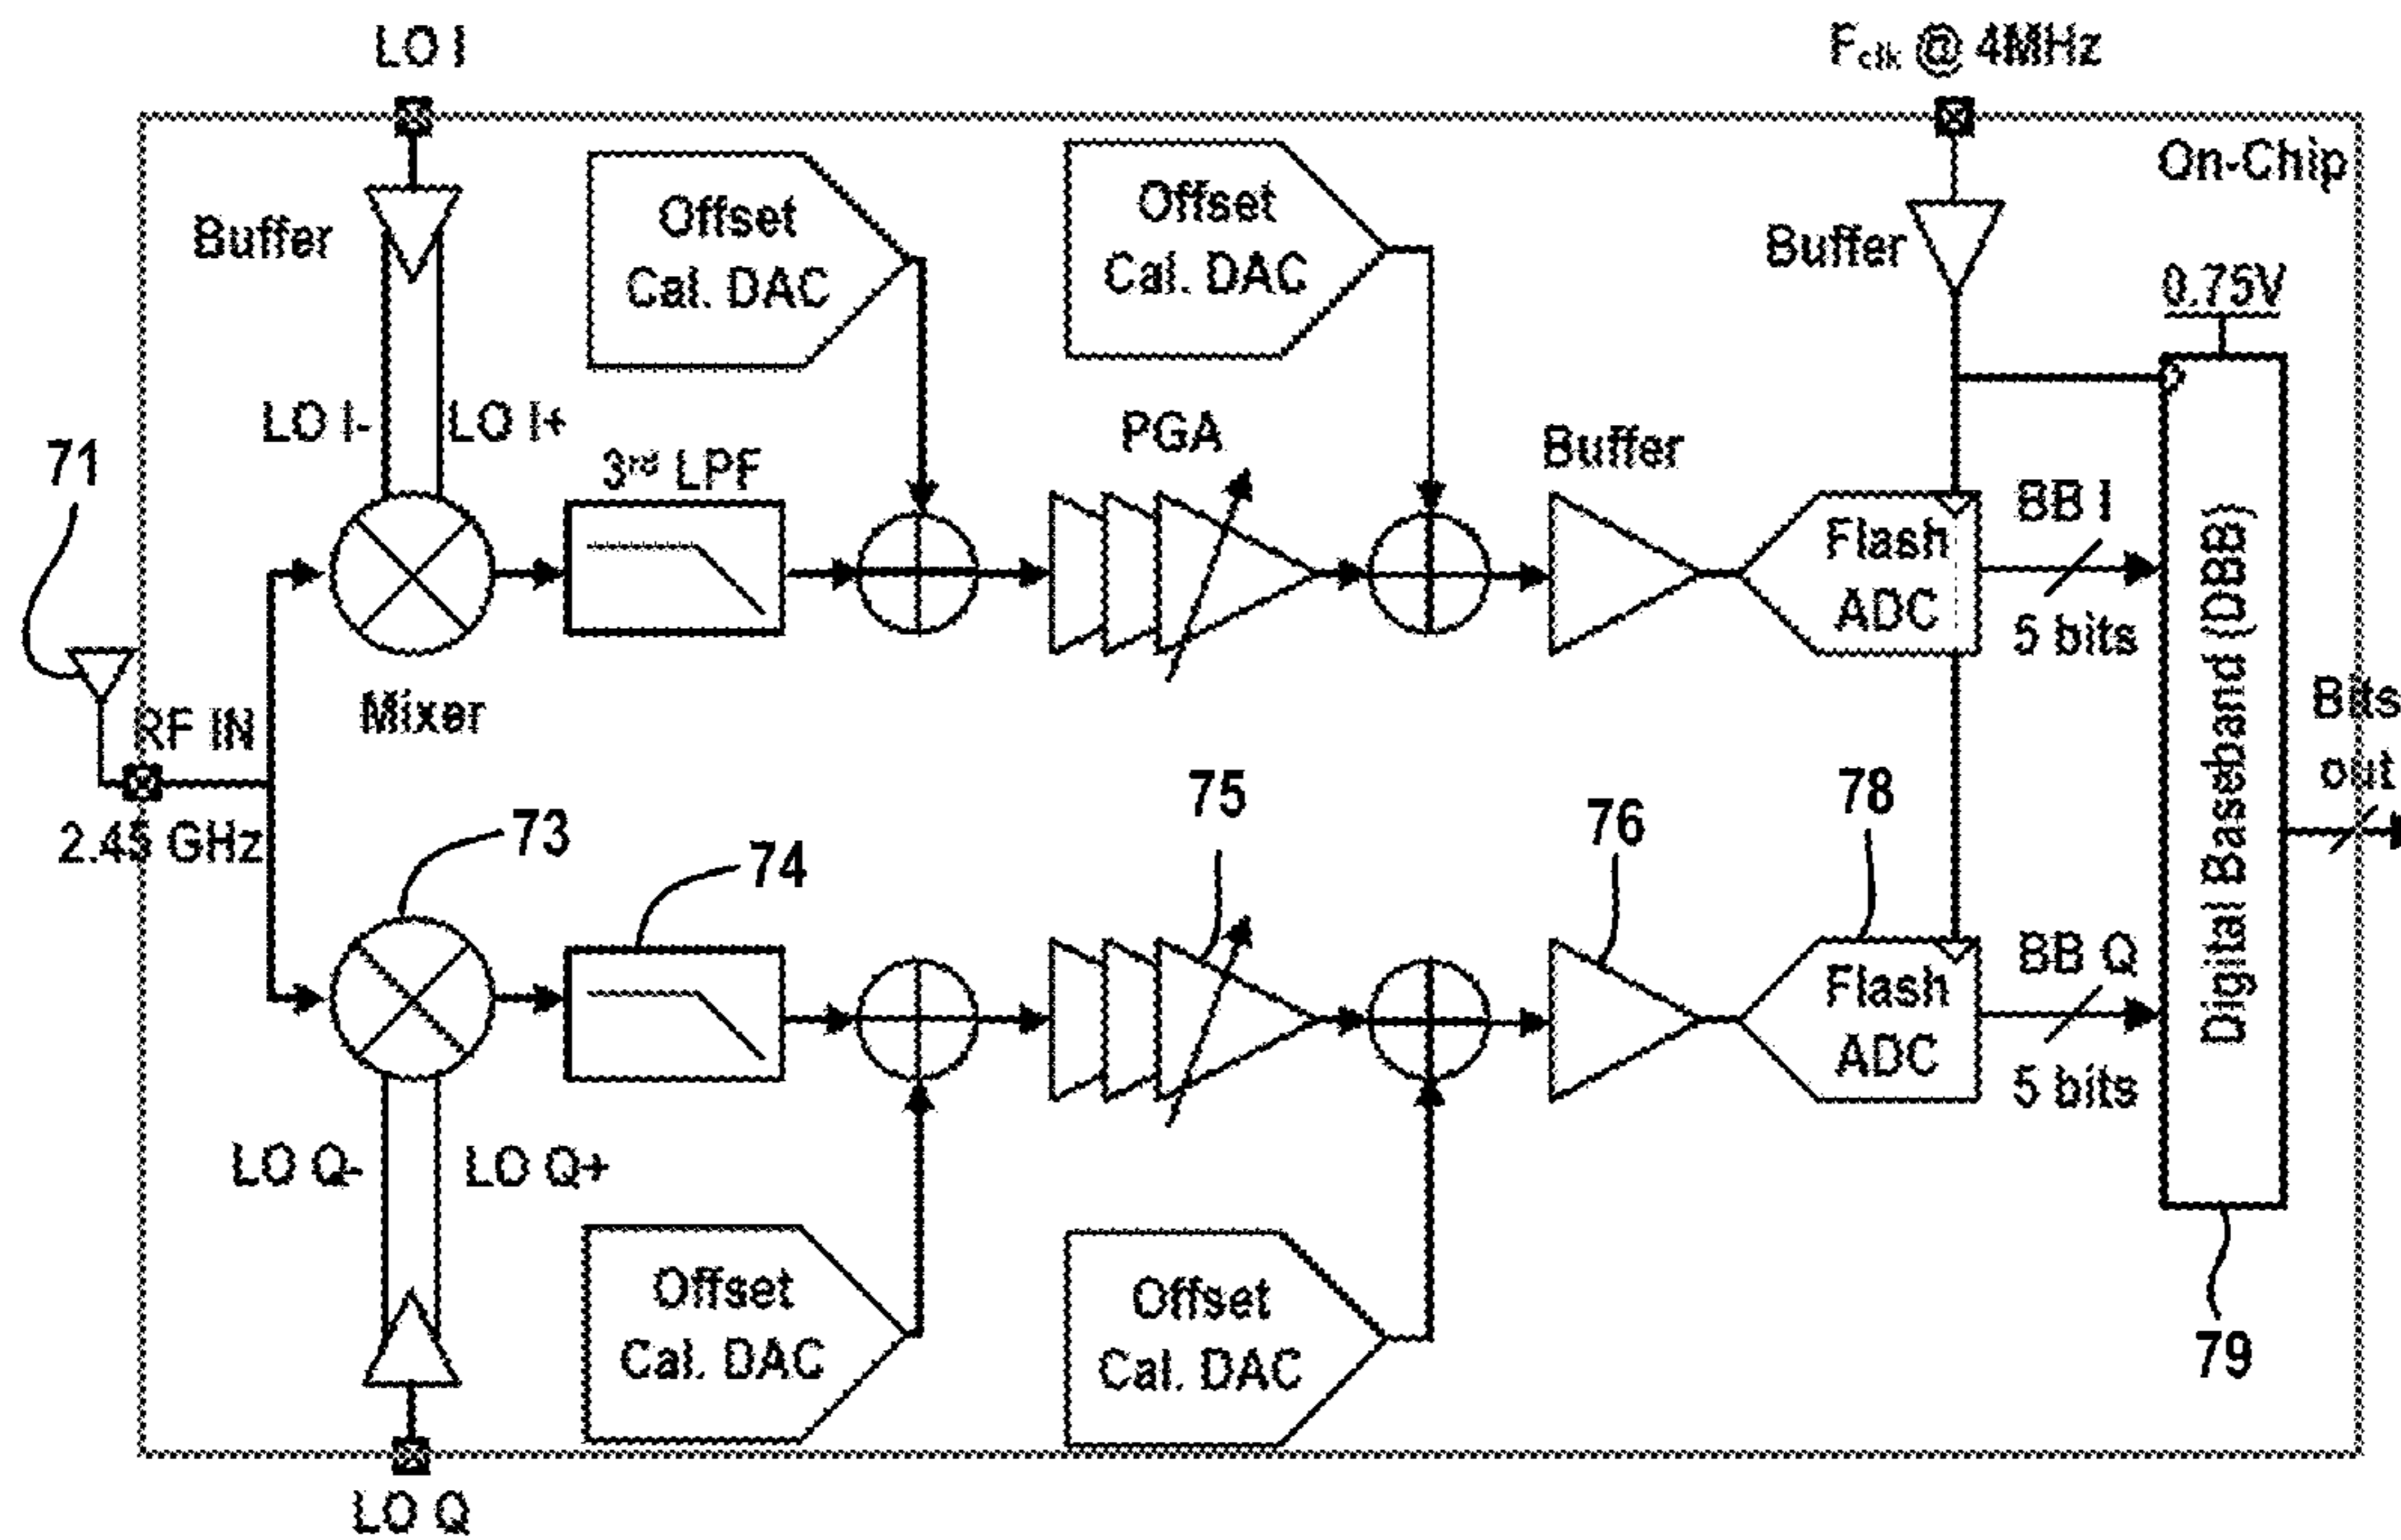 LO I
F_clk @ 4MHz
On-Chip
Offset
Cal. DAC
Offset
Cal. DAC
Buffer
Buffer
0.75V
LO I-
LO I+
71
3rd LPF
PGA
Buffer
Flash
ADC
BB I
5 bits
Mixer
RF IN
2.45 GHz
Digital Baseband (DBB)
Bits
out
73
74
75
76
78
Flash
ADC
BB Q
5 bits
LO Q-
LO Q+
Offset
Cal. DAC
Offset
Cal. DAC
79
LO Q